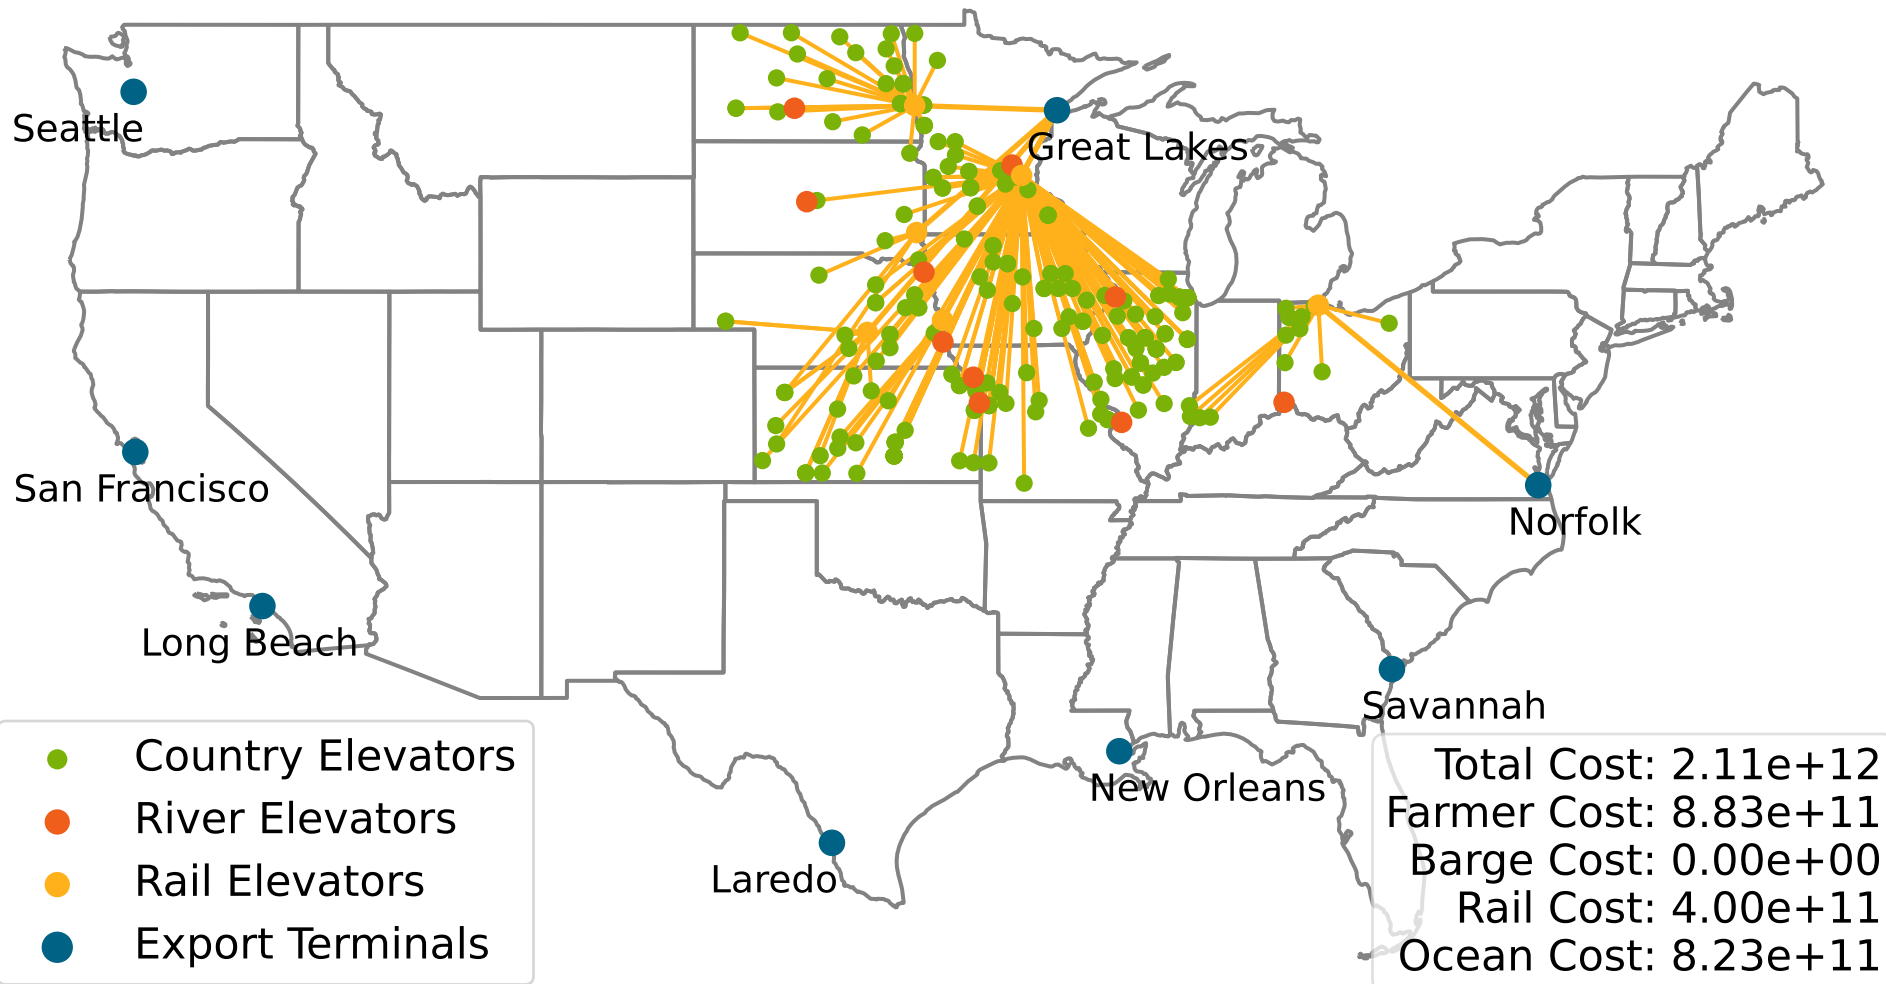 Seattle
Great Lakes
San Francisco
Norfolk
Long Beach
Savannah
New Orleans
Laredo
Country Elevators
River Elevators
Rail Elevators
Export Terminals
Total Cost: 2.11e+12
Farmer Cost: 8.83e+11
Barge Cost: 0.00e+00
Rail Cost: 4.00e+11
Ocean Cost: 8.23e+11